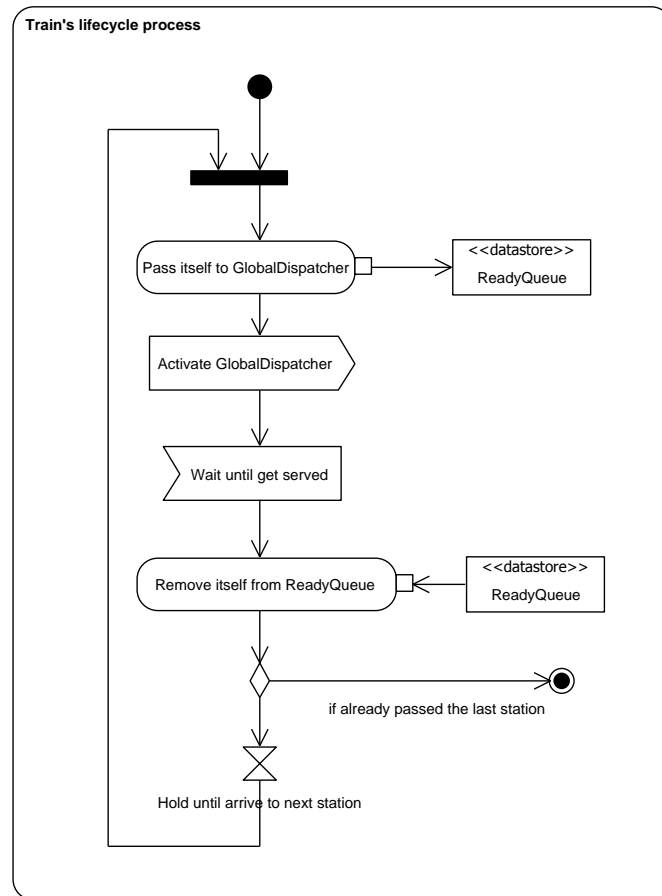 Train's lifecycle process
Pass itself to GlobalDispatcher
<<datastore>>
ReadyQueue
Activate GlobalDispatcher
Wait until get served
Remove itself from ReadyQueue
<<datastore>>
ReadyQueue
if already passed the last station
Hold until arrive to next station